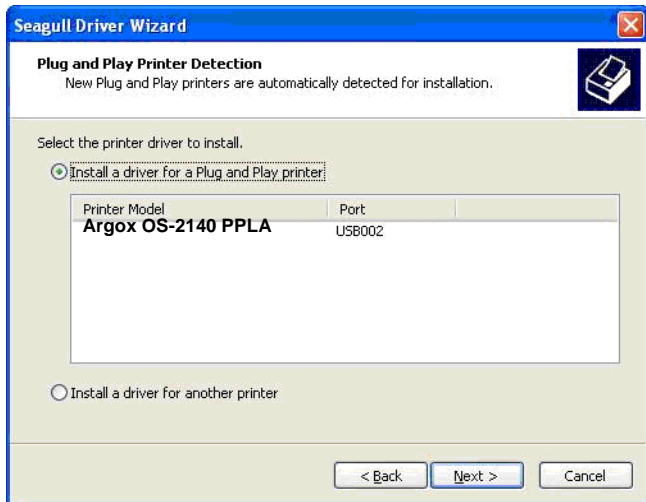 Seagull Driver Wizard
Plug and Play Printer Detection
New Plug and Play printers are automatically detected for installation.
Select the printer driver to install.
Install a driver for a Plug and Play printer
Printer Model Port
Argox OS-2140 PPLA USB002
Install a driver for another printer
< Back Next > Cancel